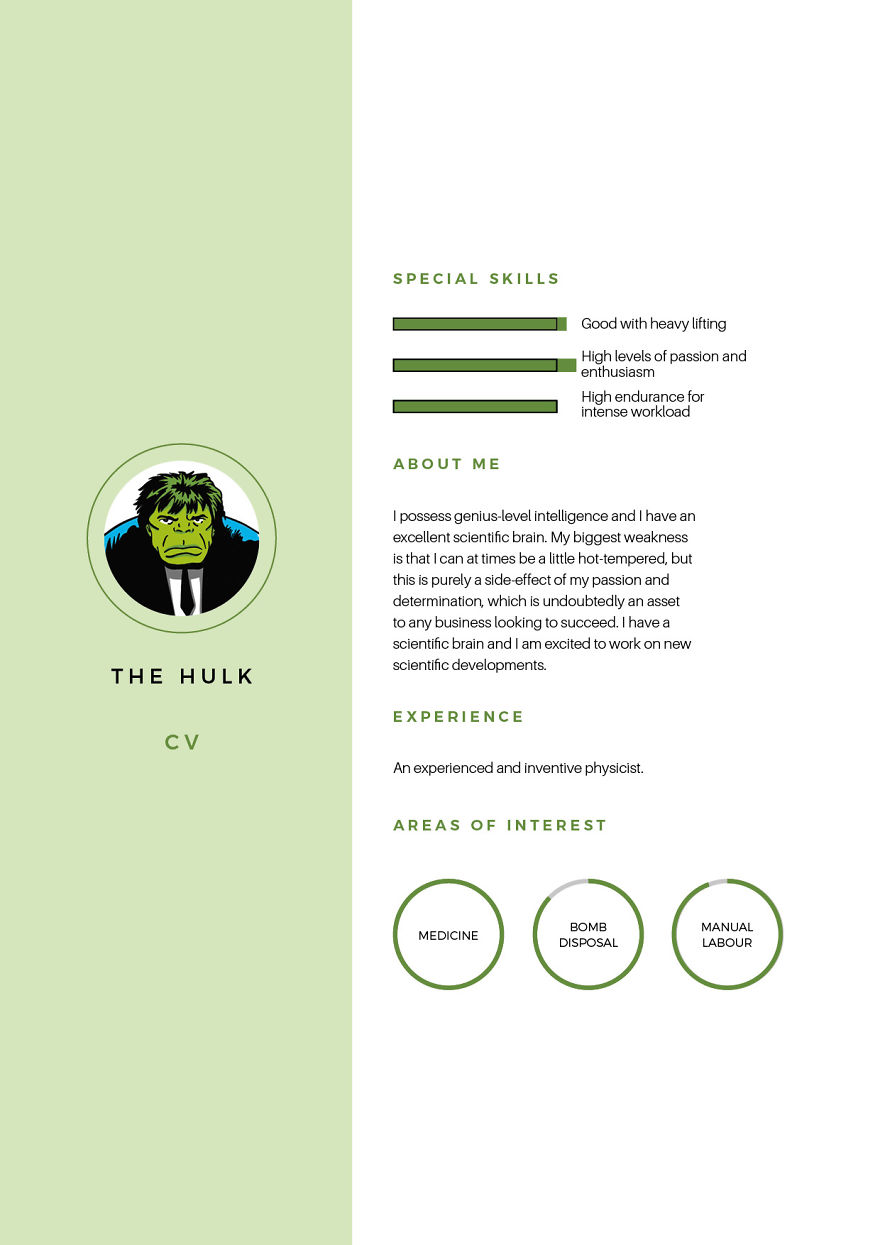 THE HULK
CV
SPECIAL SKILLS
Good with heavy lifting
High levels of passion and
enthusiasm
High endurance for
intense workload
ABOUT ME
I possess genius-level intelligence and I have an
excellent scientific brain. My biggest weakness
is that I can at times be a little hot-tempered, but
this is purely a side-effect of my passion and
determination, which is undoubtedly an asset
to any business looking to succeed. I have a
scientific brain and I am excited to work on new
scientific developments.
EXPERIENCE
An experienced and inventive physicist.
AREAS OF INTEREST
MEDICINE
BOMB
DISPOSAL
MANUAL
LABOUR